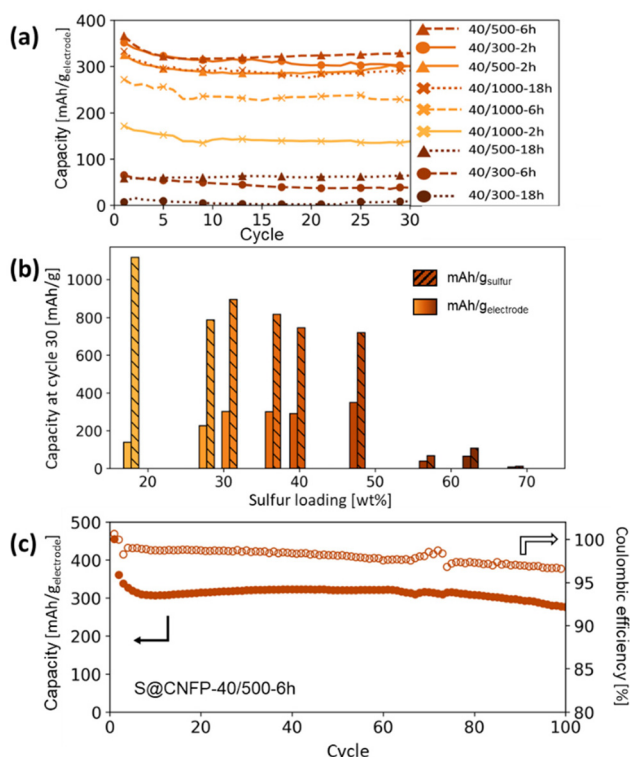 (a)
Capacity [mAh/gelectrode]
400
300
200
100
0
0
5
10
15
20
25
30
Cycle
40/500-6h
40/300-2h
40/500-2h
40/1000-18h
40/1000-6h
40/1000-2h
40/500-18h
40/300-6h
40/300-18h
(b)
Capacity at cycle 30 [mAh/g]
1000
800
600
400
200
0
mAh/gsulfur
mAh/gelectrode
20
30
40
50
60
70
Sulfur loading [wt%]
(c)
Capacity [mAh/gelectrode]
500
400
300
200
100
0
S@CNFP-40/500-6h
100
95
90
85
80
Coulombic efficiency
[%]
0
20
40
60
80
100
Cycle